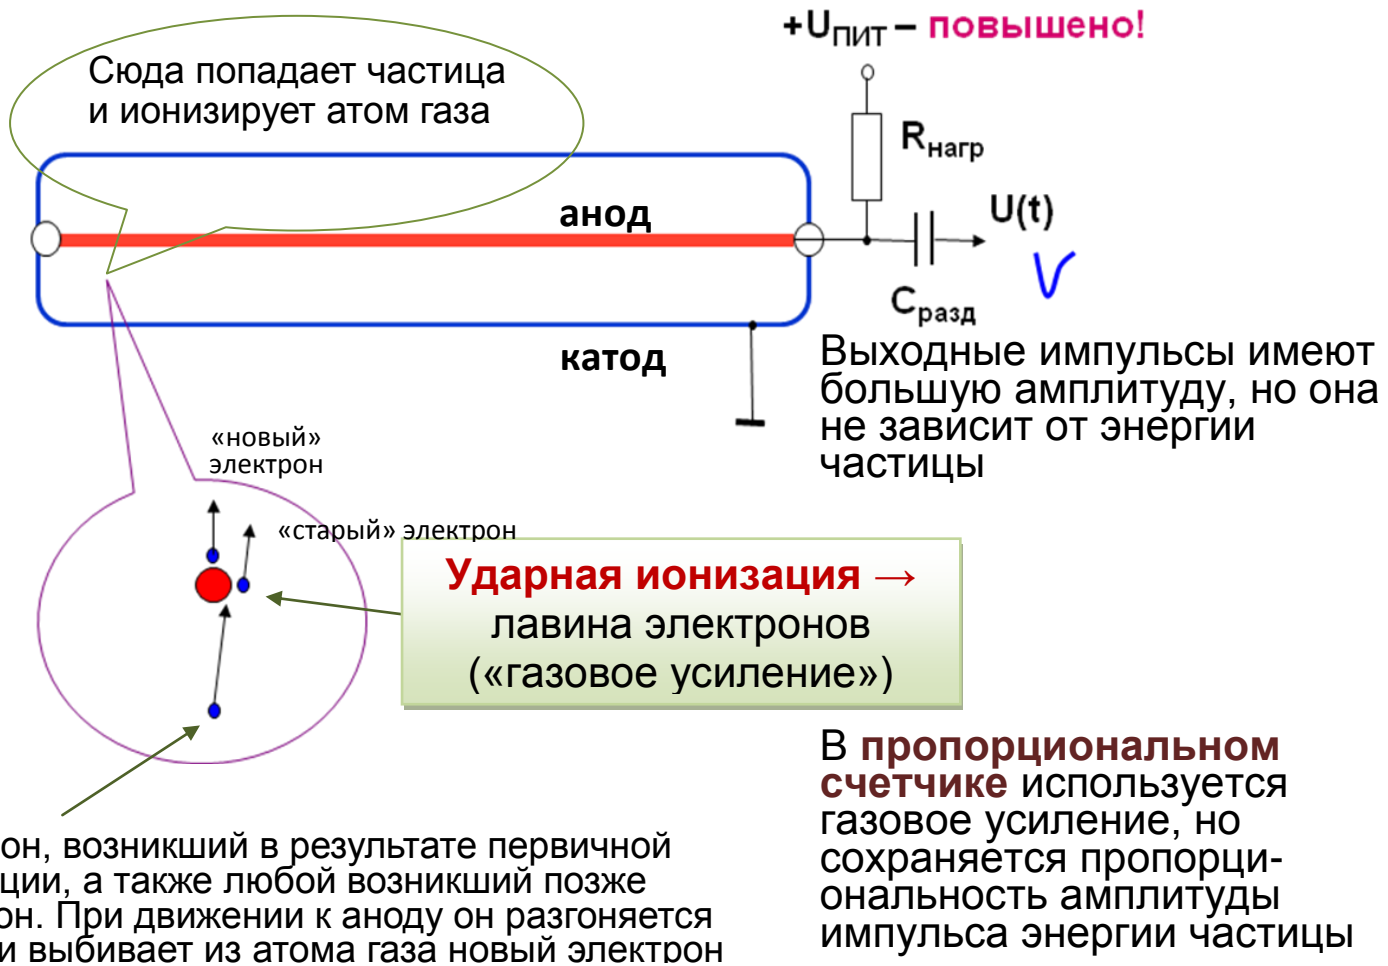 +Uпит – повышено!
Сюда попадает частица
и ионизирует атом газа
Rнагр
анод
U(t)
Cразд
катод
Выходные импульсы имеют
большую амплитуду, но она
не зависит от энергии
частицы
«новый»
электрон
«старый» электрон
Ударная ионизация →
лавина электронов
(«газовое усиление»)
В пропорциональном
счетчике используется
газовое усиление, но
сохраняется пропорци-
ональность амплитуды
импульса энергии частицы
он, возникший в результате первичной
ции, а также любой возникший позже
он. При движении к аноду он разгоняется
и выбивает из атома газа новый электрон